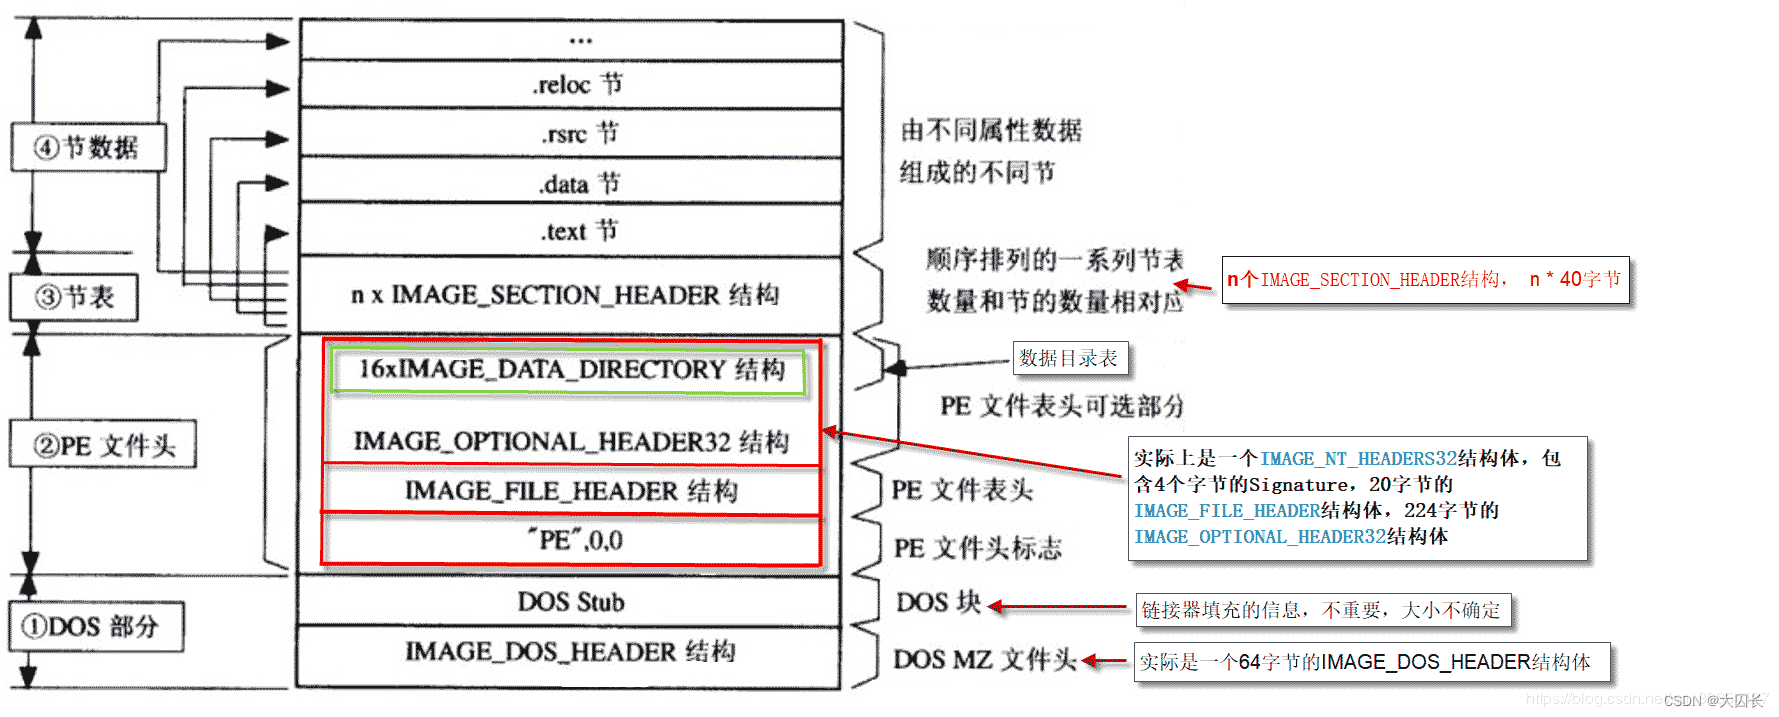 ...
.reloc 节
.rsrc 节
.data 节
.text 节
n x IMAGE_SECTION_HEADER 结构
16xIMAGE_DATA_DIRECTORY 结构
IMAGE_OPTIONAL_HEADER32 结构
IMAGE_FILE_HEADER 结构
"PE",0,0
DOS Stub
IMAGE_DOS_HEADER 结构
④节数据
③节表
②PE 文件头
①DOS 部分
由不同属性数据
组成的不同节
顺序排列的一系列节表
数量和节的数量相对应
n个IMAGE_SECTION_HEADER结构， n * 40字节
数据目录表
PE 文件表头可选部分
实际上是一个IMAGE_NT_HEADERS32结构体，包
含4个字节的Signature，20字节的
IMAGE_FILE_HEADER结构体，224字节的
IMAGE_OPTIONAL_HEADER32结构体
PE 文件表头
PE 文件头标志
DOS 块
链接器填充的信息，不重要，大小不确定
DOS MZ 文件头
实际是一个64字节的IMAGE_DOS_HEADER结构体
CSDN @大囚长